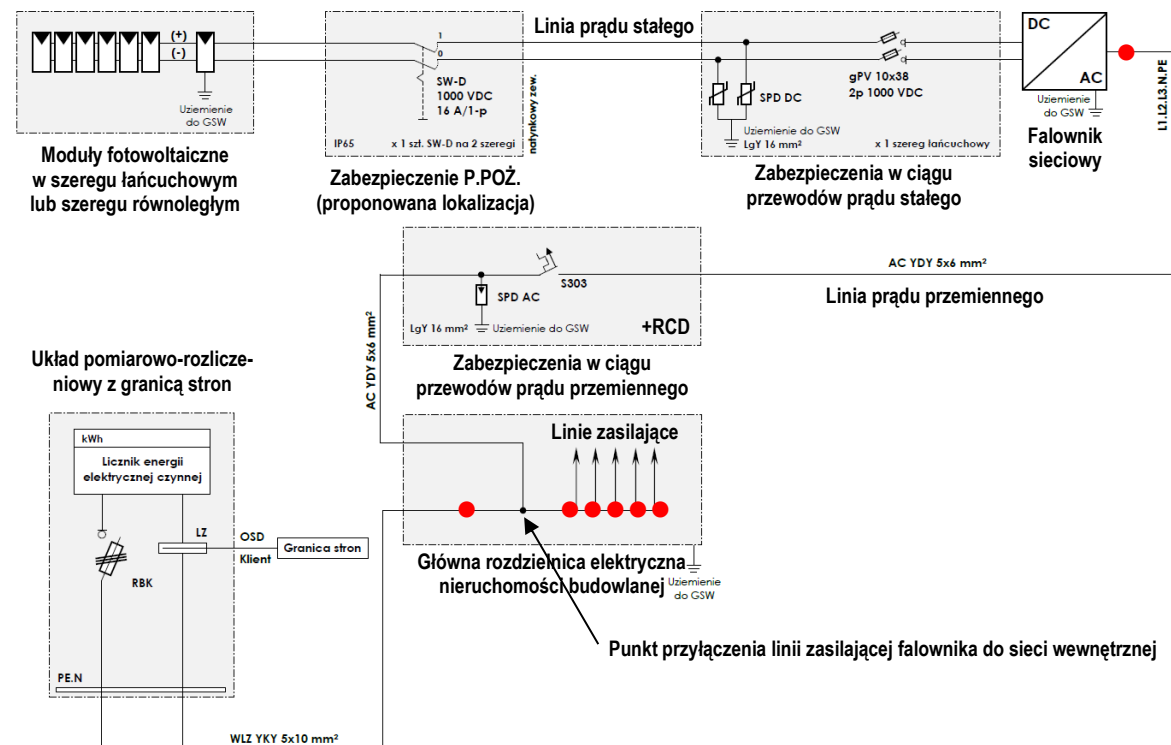 (+)
(-)
Uziemienie
do GSW
Moduły fotowoltaiczne
w szeregu łańcuchowym
lub szeregu równoległym
1
0
SW-D
1000 VDC
16 A/1-p
IP65
x 1 szt. SW-D na 2 szeregi
natynkowy zew.
Zabezpieczenie P.POŻ.
(proponowana lokalizacja)
Linia prądu stałego
SPD DC
gPV 10x38
2p 1000 VDC
Uziemienie do GSW
LgY 16 mm²
x 1 szereg łańcuchowy
Zabezpieczenia w ciągu
przewodów prądu stałego
DC
AC
Uziemienie
do GSW
Falownik
sieciowy
L1.L2.L3.N.PE
AC YDY 5x6 mm²
Linia prądu przemiennego
S303
SPD AC
LgY 16 mm²
Uziemienie do GSW
+RCD
Zabezpieczenia w ciągu
przewodów prądu przemiennego
AC YDY 5x6 mm²
Układ pomiarowo-rozlicze-
niowy z granicą stron
kWh
Licznik energii
elektrycznej czynnej
LZ
OSD
Klient
Granica stron
RBK
PE.N
WLZ YKY 5x10 mm²
Linie zasilające
Główna rozdzielnica elektryczna
nieruchomości budowlanej
Uziemienie
do GSW
Punkt przyłączenia linii zasilającej falownika do sieci wewnętrznej